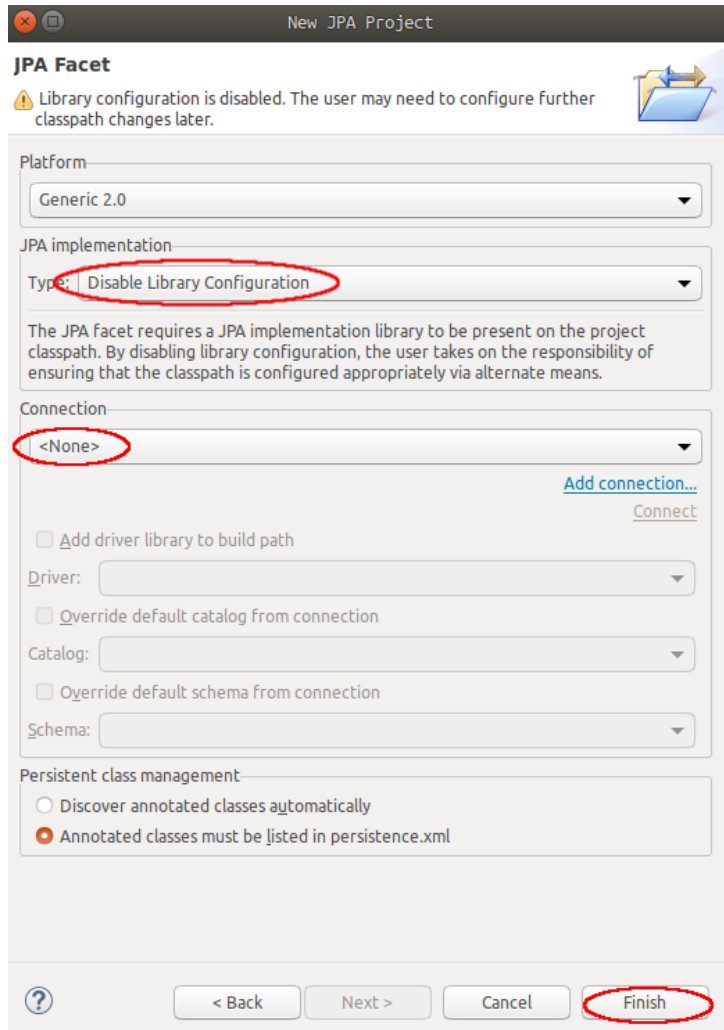 New JPA Project
JPA Facet
Library configuration is disabled. The user may need to configure further
classpath changes later.
Platform
Generic 2.0
JPA implementation
Type: Disable Library Configuration
The JPA facet requires a JPA implementation library to be present on the project
classpath. By disabling library configuration, the user takes on the responsibility of
ensuring that the classpath is configured appropriately via alternate means.
Connection
<None>
Add connection...
Connect
Add driver library to build path
Driver:
Override default catalog from connection
Catalog:
Override default schema from connection
Schema:
Persistent class management
Discover annotated classes automatically
Annotated classes must be listed in persistence.xml
? < Back Next > Cancel Finish